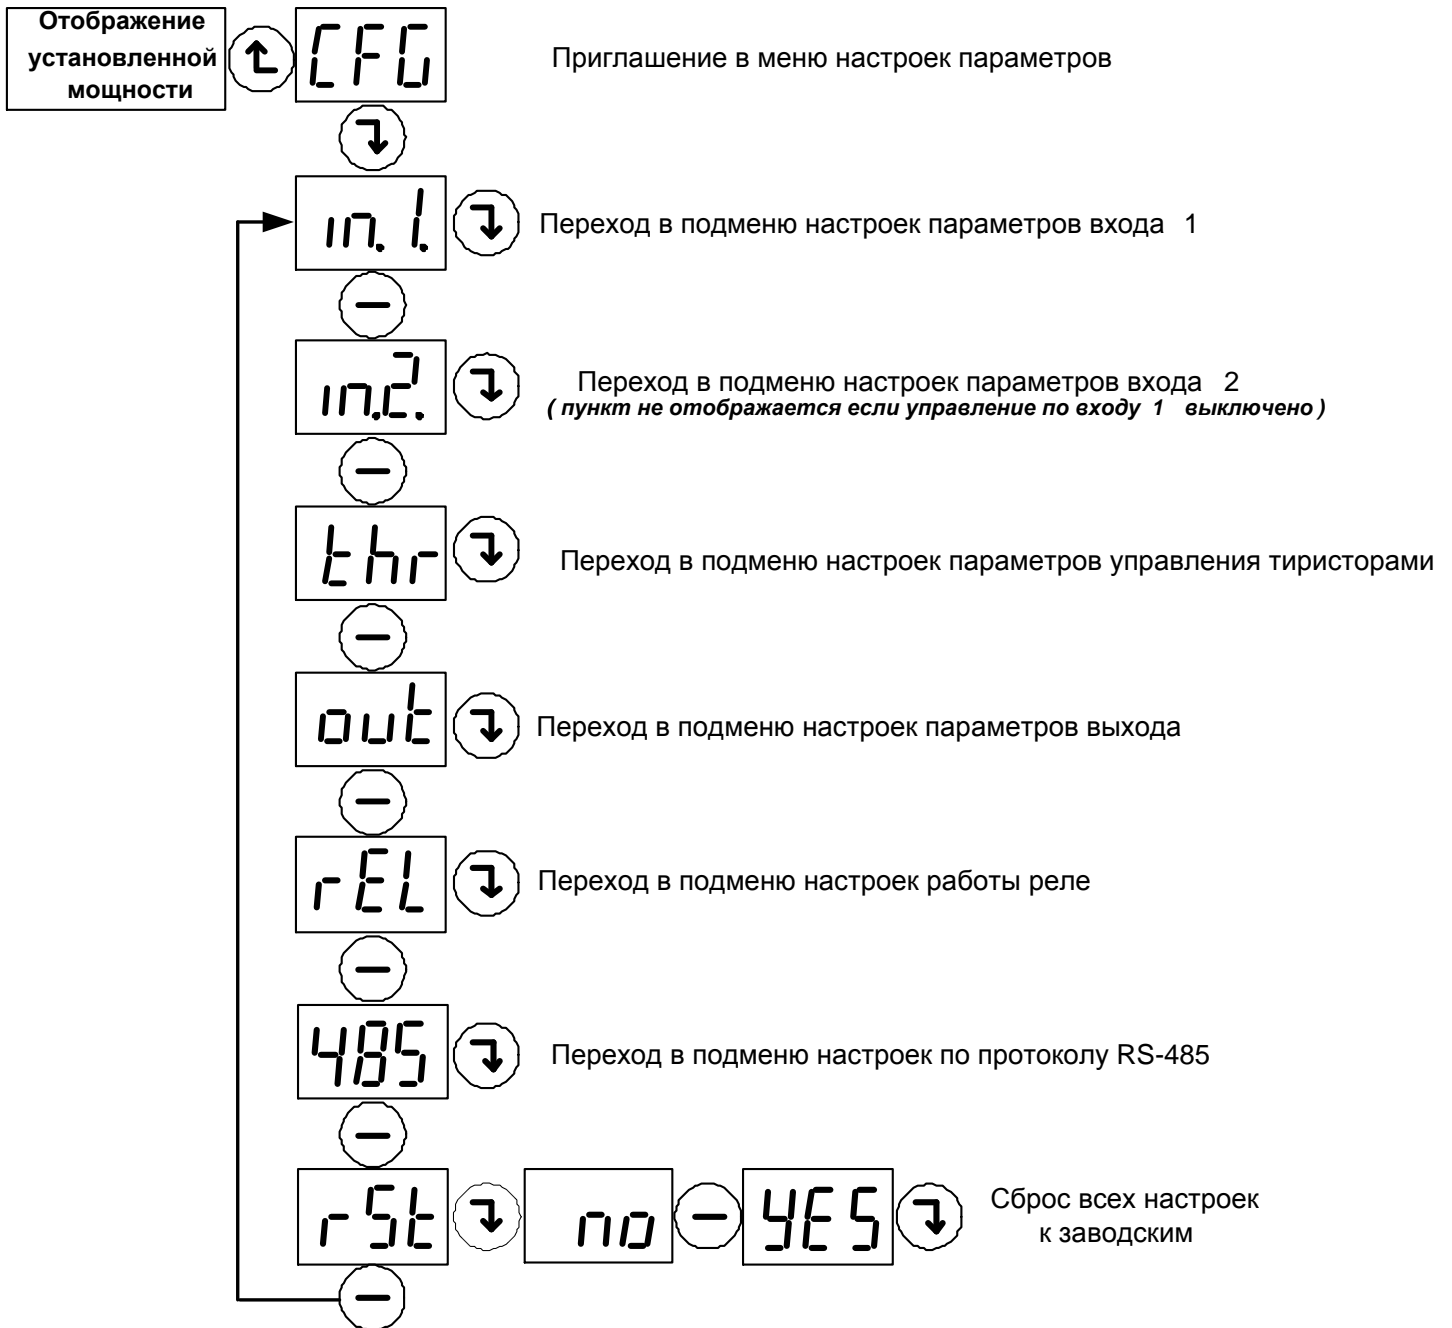 Отображение
установленной
мощности
CFG
Приглашение в меню настроек параметров
in.1.
Переход в подменю настроек параметров входа 1
in.2.
Переход в подменю настроек параметров входа 2
( пункт не отображается если управление по входу 1 выключено )
thr
Переход в подменю настроек параметров управления тиристорами
out
Переход в подменю настроек параметров выхода
rEL
Переход в подменю настроек работы реле
485
Переход в подменю настроек по протоколу RS-485
rSt
no
YES
Сброс всех настроек
к заводским